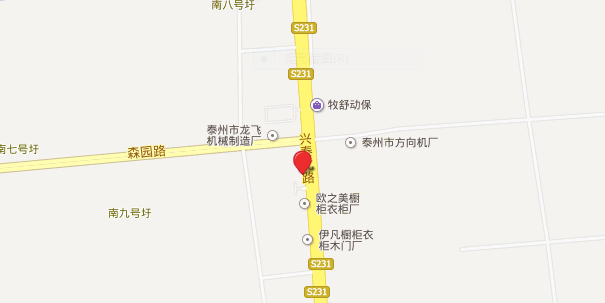 南八号圩
S231
S231
牧舒动保
泰州市龙飞
机械制造厂
兴泰路
泰州市方向机厂
南七号圩
森园路
南九号圩
欧之美橱
柜衣柜厂
伊凡橱柜衣
柜木门厂
S231
S231